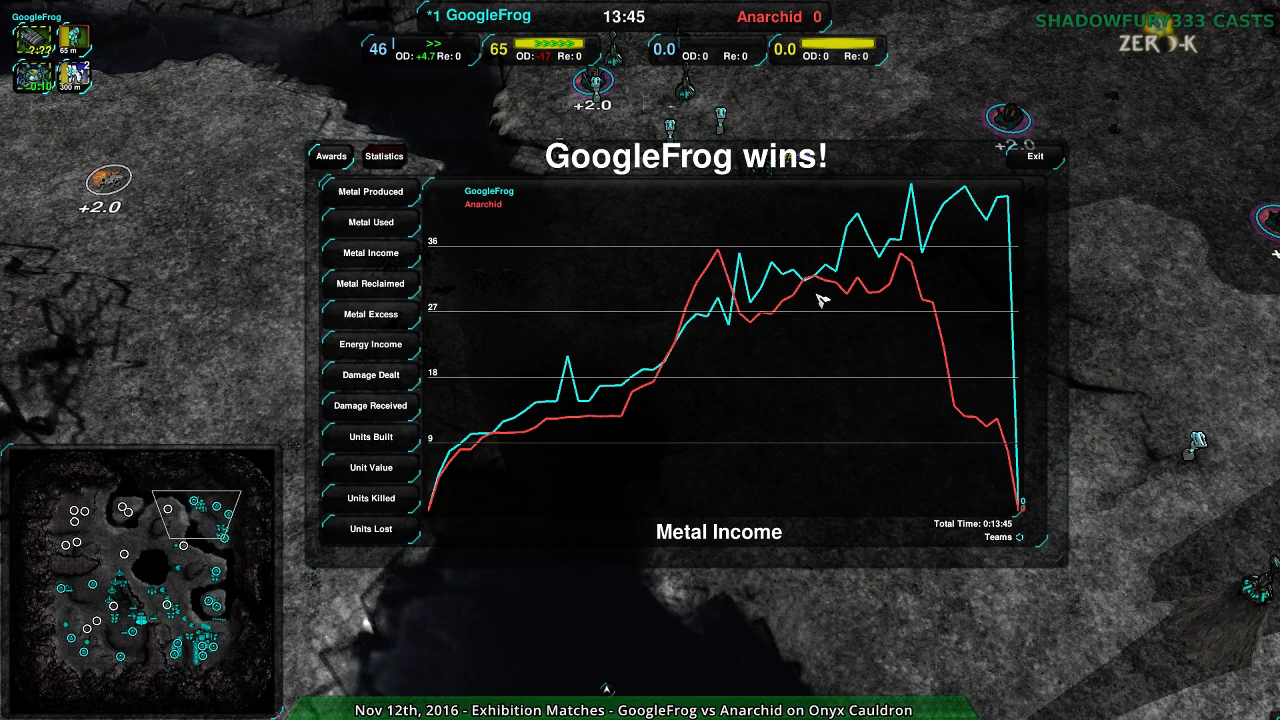 GoogleFrog
*1 GoogleFrog 13:45 Anarchid 0
SHADOWFURY333 CASTS
ZERO-K
65 m
-0:10
2
300 m
46 >> OD: +4.7 Re: 0
65 >>>>> OD: -17 Re: 0
0.0 OD: 0 Re: 0
0.0 OD: 0 Re: 0
+2.0
+2.0
+2.0
GoogleFrog wins!
Awards
Statistics
Exit
Metal Produced
Metal Used
Metal Income
Metal Reclaimed
Metal Excess
Energy Income
Damage Dealt
Damage Received
Units Built
Unit Value
Units Killed
Units Lost
GoogleFrog
Anarchid
36
27
18
9
0
0
Metal Income
Total Time: 0:13:45
Teams
Nov 12th, 2016 - Exhibition Matches - GoogleFrog vs Anarchid on Onyx Cauldron